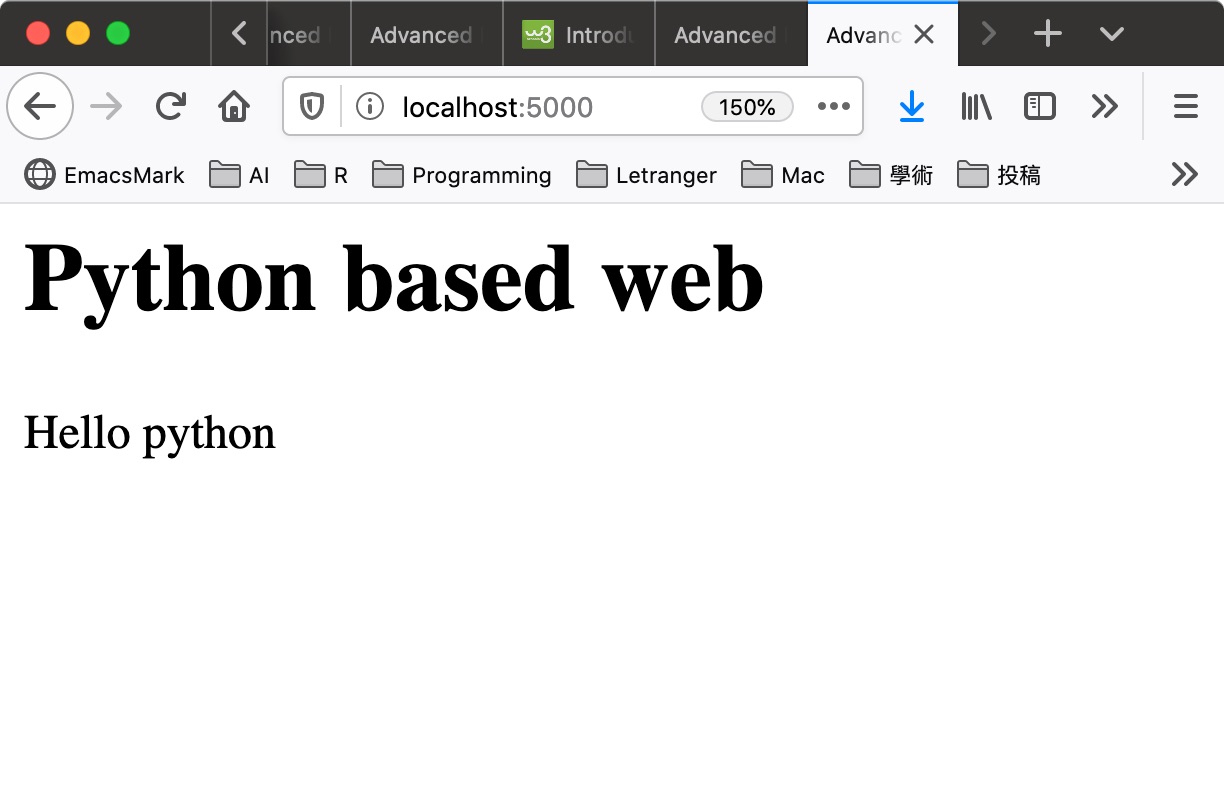 Advanced
Introdu
Advanced
Advanc
localhost:5000
150%
EmacsMark
AI
R
Programming
Letranger
Mac
學術
投稿
Python based web
Hello python